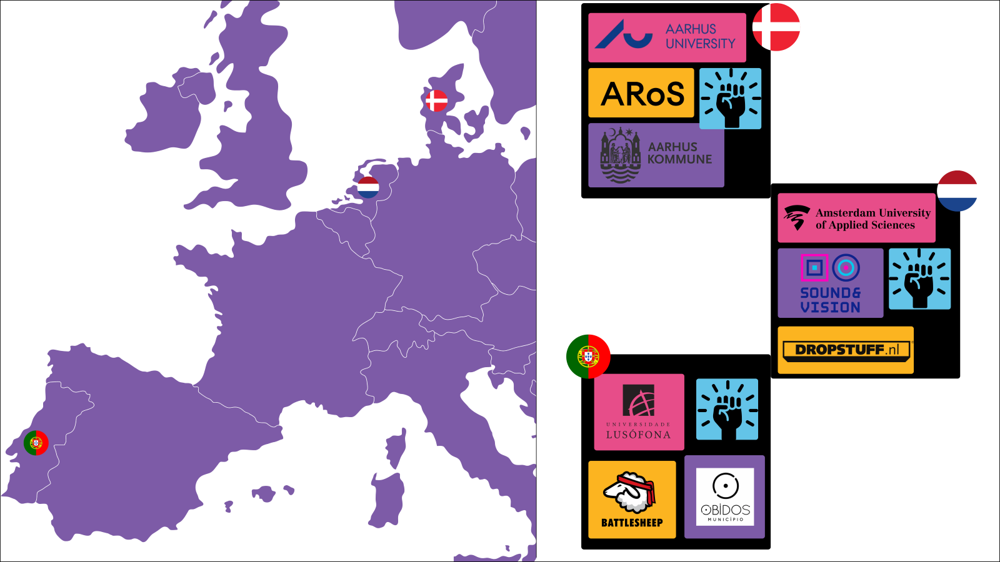 AARHUS
UNIVERSITY
ARoS
AARHUS
KOMMUNE
Amsterdam University
of Applied Sciences
SOUND&
VISION
DROPSTUFF.nl
UNIVERSIDADE
LUSÓFONA
BATTLESHEEP
ÓBIDOS
MUNICÍPIO